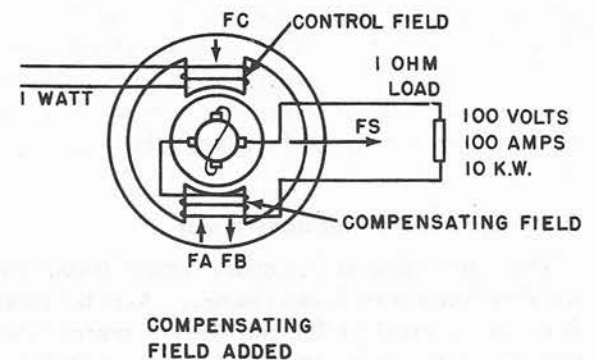 FC
CONTROL FIELD
1 OHM
LOAD
1 WATT
FS
100 VOLTS
100 AMPS
10 K.W.
COMPENSATING FIELD
FA FB
COMPENSATING
FIELD ADDED